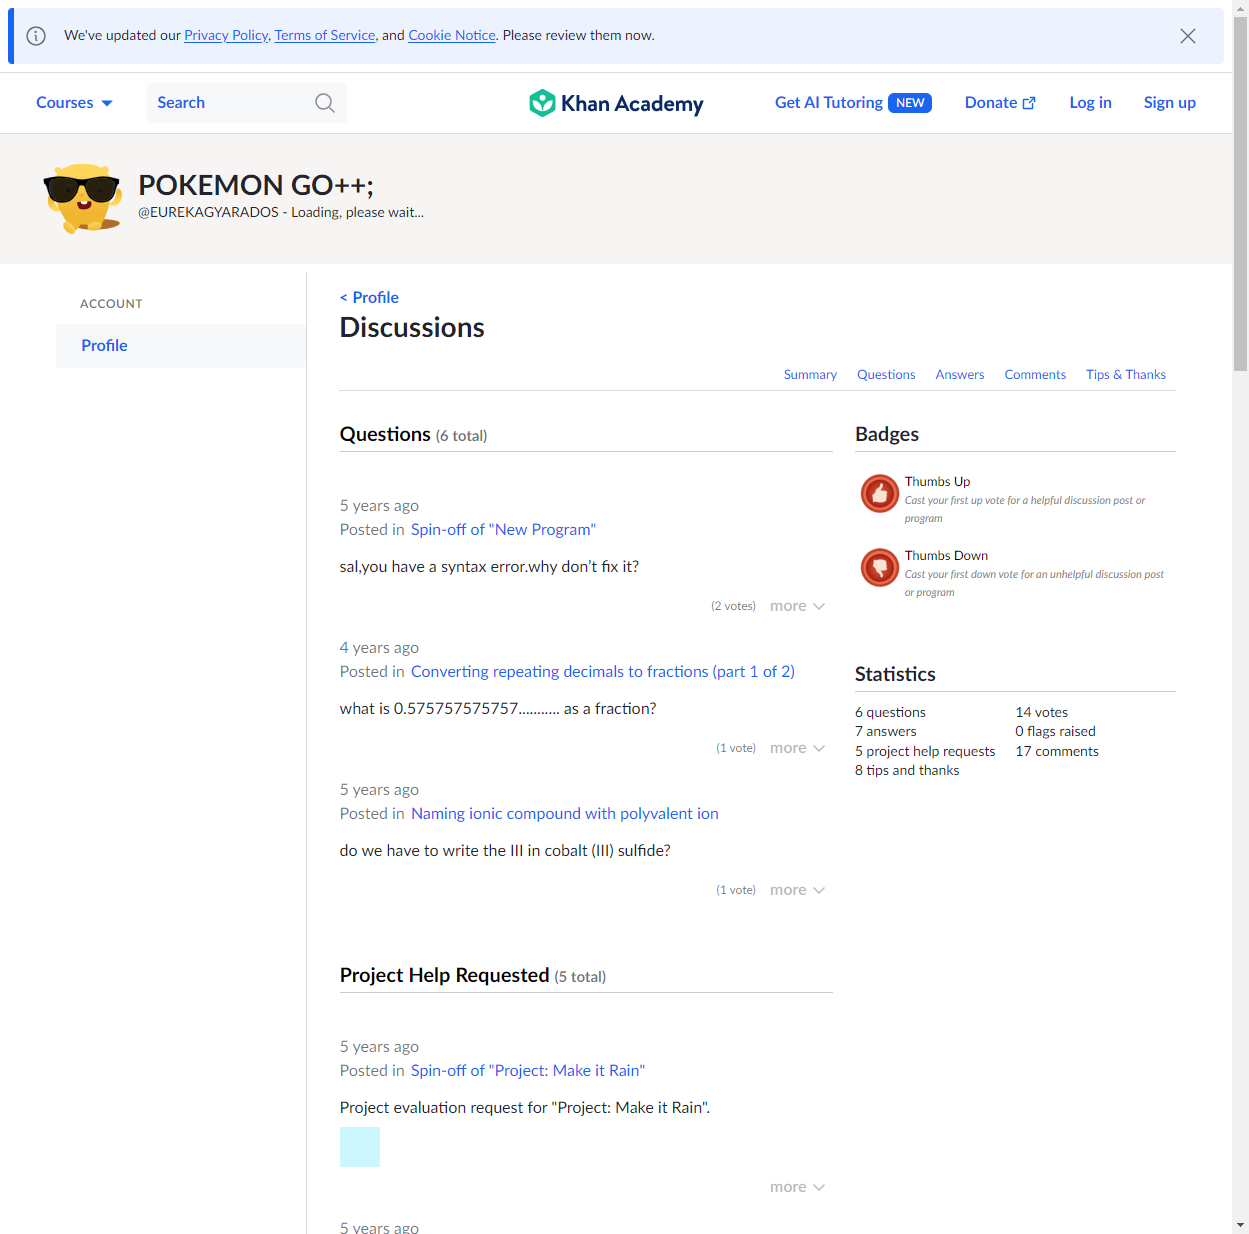 We've updated our Privacy Policy, Terms of Service, and Cookie Notice. Please review them now.
Courses
Search
Khan Academy
Get AI Tutoring NEW
Donate
Log in
Sign up
POKEMON GO++;
@EUREKAGYARADOS - Loading, please wait...
ACCOUNT
Profile
< Profile
Discussions
Summary
Questions
Answers
Comments
Tips & Thanks
Questions (6 total)
5 years ago
Posted in Spin-off of "New Program"
sal,you have a syntax error.why don’t fix it?
(2 votes) more
4 years ago
Posted in Converting repeating decimals to fractions (part 1 of 2)
what is 0.575757575757........... as a fraction?
(1 vote) more
5 years ago
Posted in Naming ionic compound with polyvalent ion
do we have to write the III in cobalt (III) sulfide?
(1 vote) more
Project Help Requested (5 total)
5 years ago
Posted in Spin-off of "Project: Make it Rain"
Project evaluation request for "Project: Make it Rain".
more
5 years ago
Badges
Thumbs Up
Cast your first up vote for a helpful discussion post or
program
Thumbs Down
Cast your first down vote for an unhelpful discussion post
or program
Statistics
6 questions
7 answers
5 project help requests
8 tips and thanks
14 votes
0 flags raised
17 comments